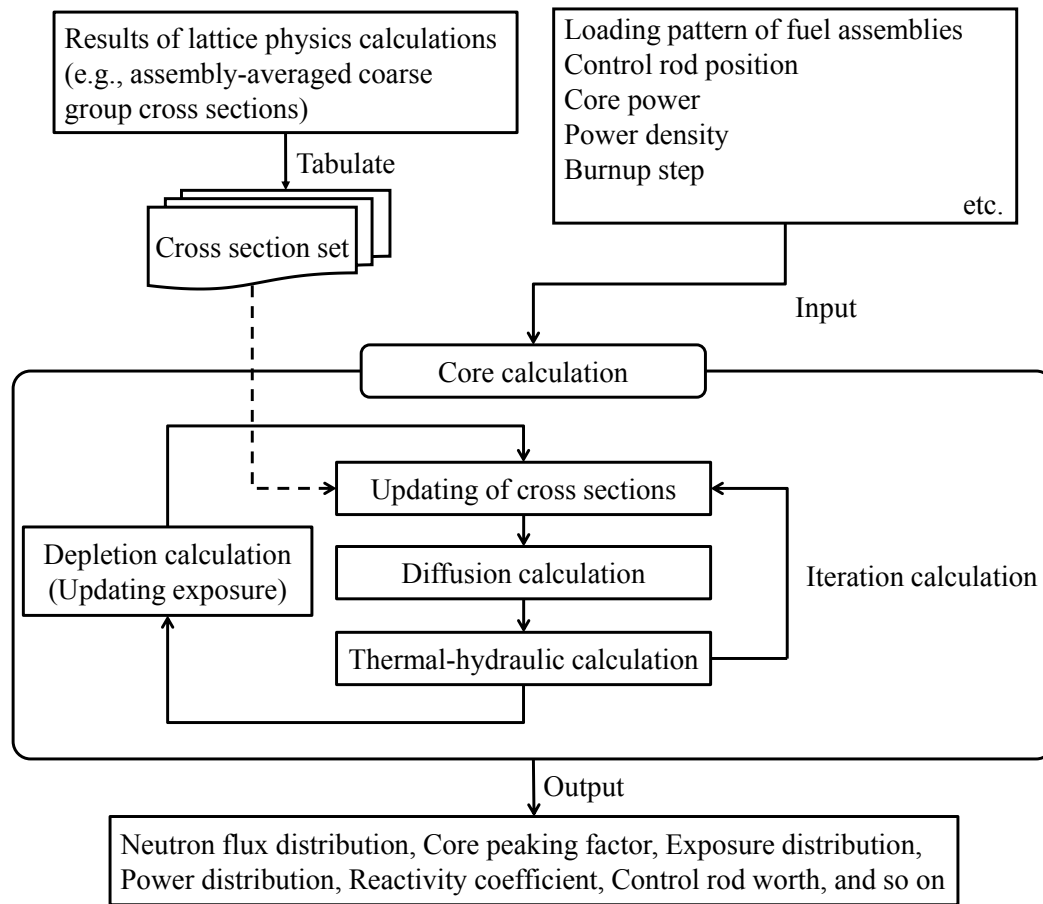 Results of lattice physics calculations
(e.g., assembly-averaged coarse
group cross sections)
Loading pattern of fuel assemblies
Control rod position
Core power
Power density
Burnup step
etc.
Tabulate
Cross section set
Input
Core calculation
Updating of cross sections
Depletion calculation
(Updating exposure)
Diffusion calculation
Iteration calculation
Thermal-hydraulic calculation
Output
Neutron flux distribution, Core peaking factor, Exposure distribution,
Power distribution, Reactivity coefficient, Control rod worth, and so on